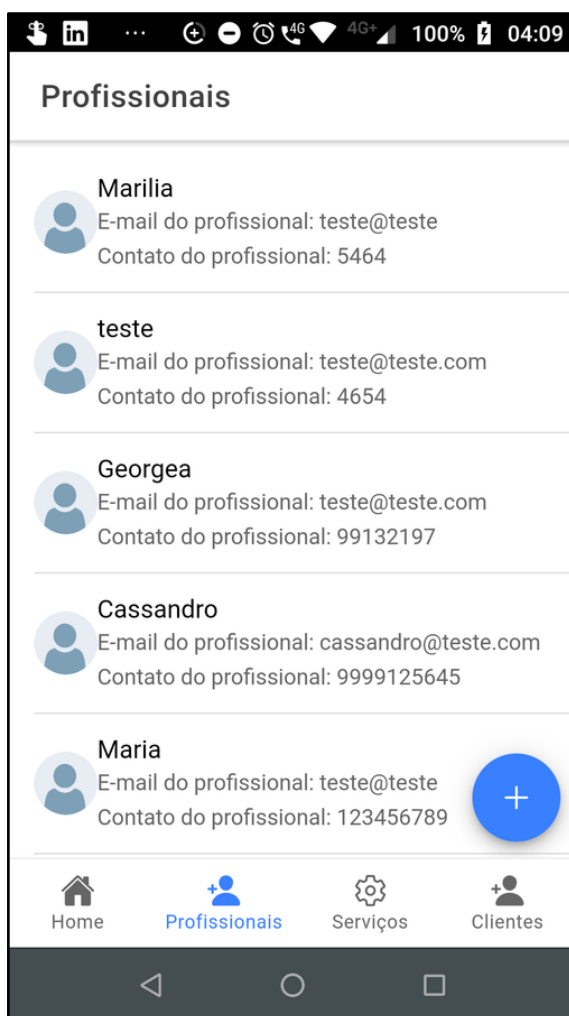 in ... 4G 4G+ 100% 04:09
Profissionais
Marilia
E-mail do profissional: teste@teste
Contato do profissional: 5464
teste
E-mail do profissional: teste@teste.com
Contato do profissional: 4654
Georgea
E-mail do profissional: teste@teste.com
Contato do profissional: 99132197
Cassandro
E-mail do profissional: cassandro@teste.com
Contato do profissional: 9999125645
Maria
E-mail do profissional: teste@teste
Contato do profissional: 123456789
Home Profissionais Serviços Clientes